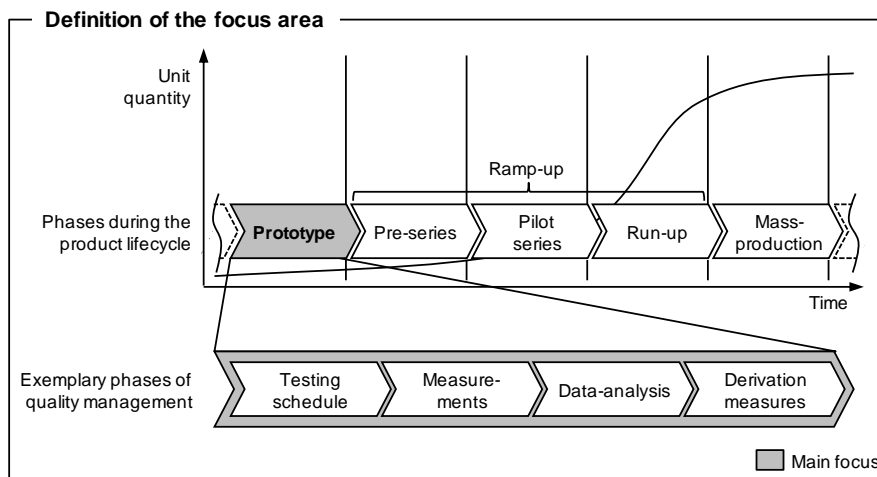 Definition of the focus area
Unit
quantity
Ramp-up
Phases during the
product lifecycle
Prototype
Pre-series
Pilot
series
Run-up
Mass-
production
Time
Exemplary phases of
quality management
Testing
schedule
Measure-
ments
Data-analysis
Derivation
measures
Main focus